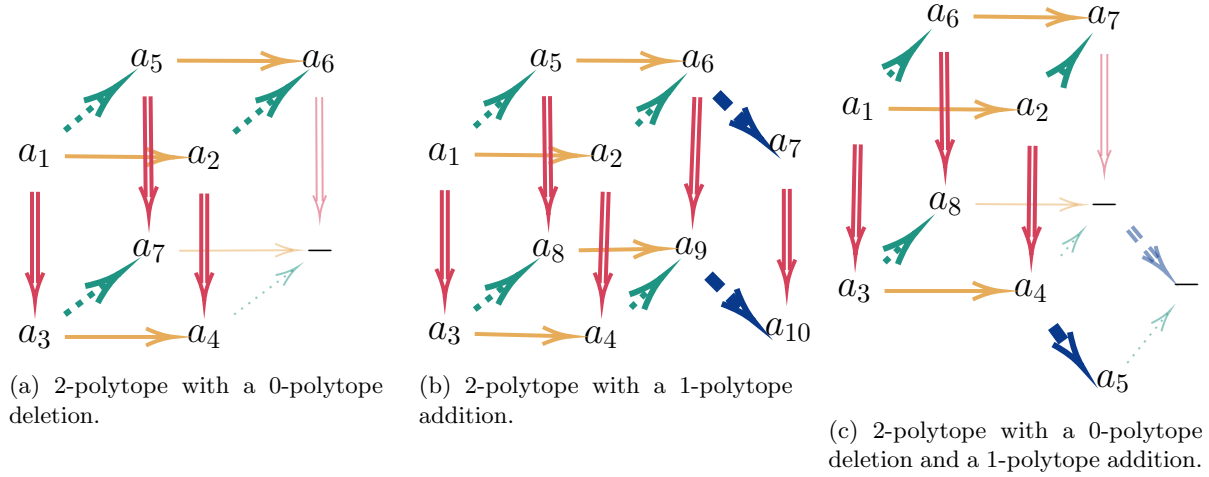 a5 a6
a1 a2
a7 —
a3 a4
(a) 2-polytope with a 0-polytope
deletion.
a5 a6
a1 a2 a7
a8 a9
a3 a4 a10
(b) 2-polytope with a 1-polytope
addition.
a6 a7
a1 a2
a8 —
a3 a4 —
a5
(c) 2-polytope with a 0-polytope
deletion and a 1-polytope addition.